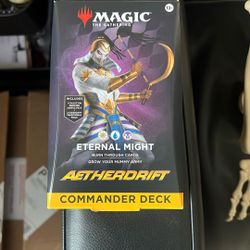 MAGIC
THE GATHERING
ETERNAL MIGHT
BURN THROUGH CARDS
GROW YOUR MUMMY ARMY
AETHERDRIFT
COMMANDER DECK